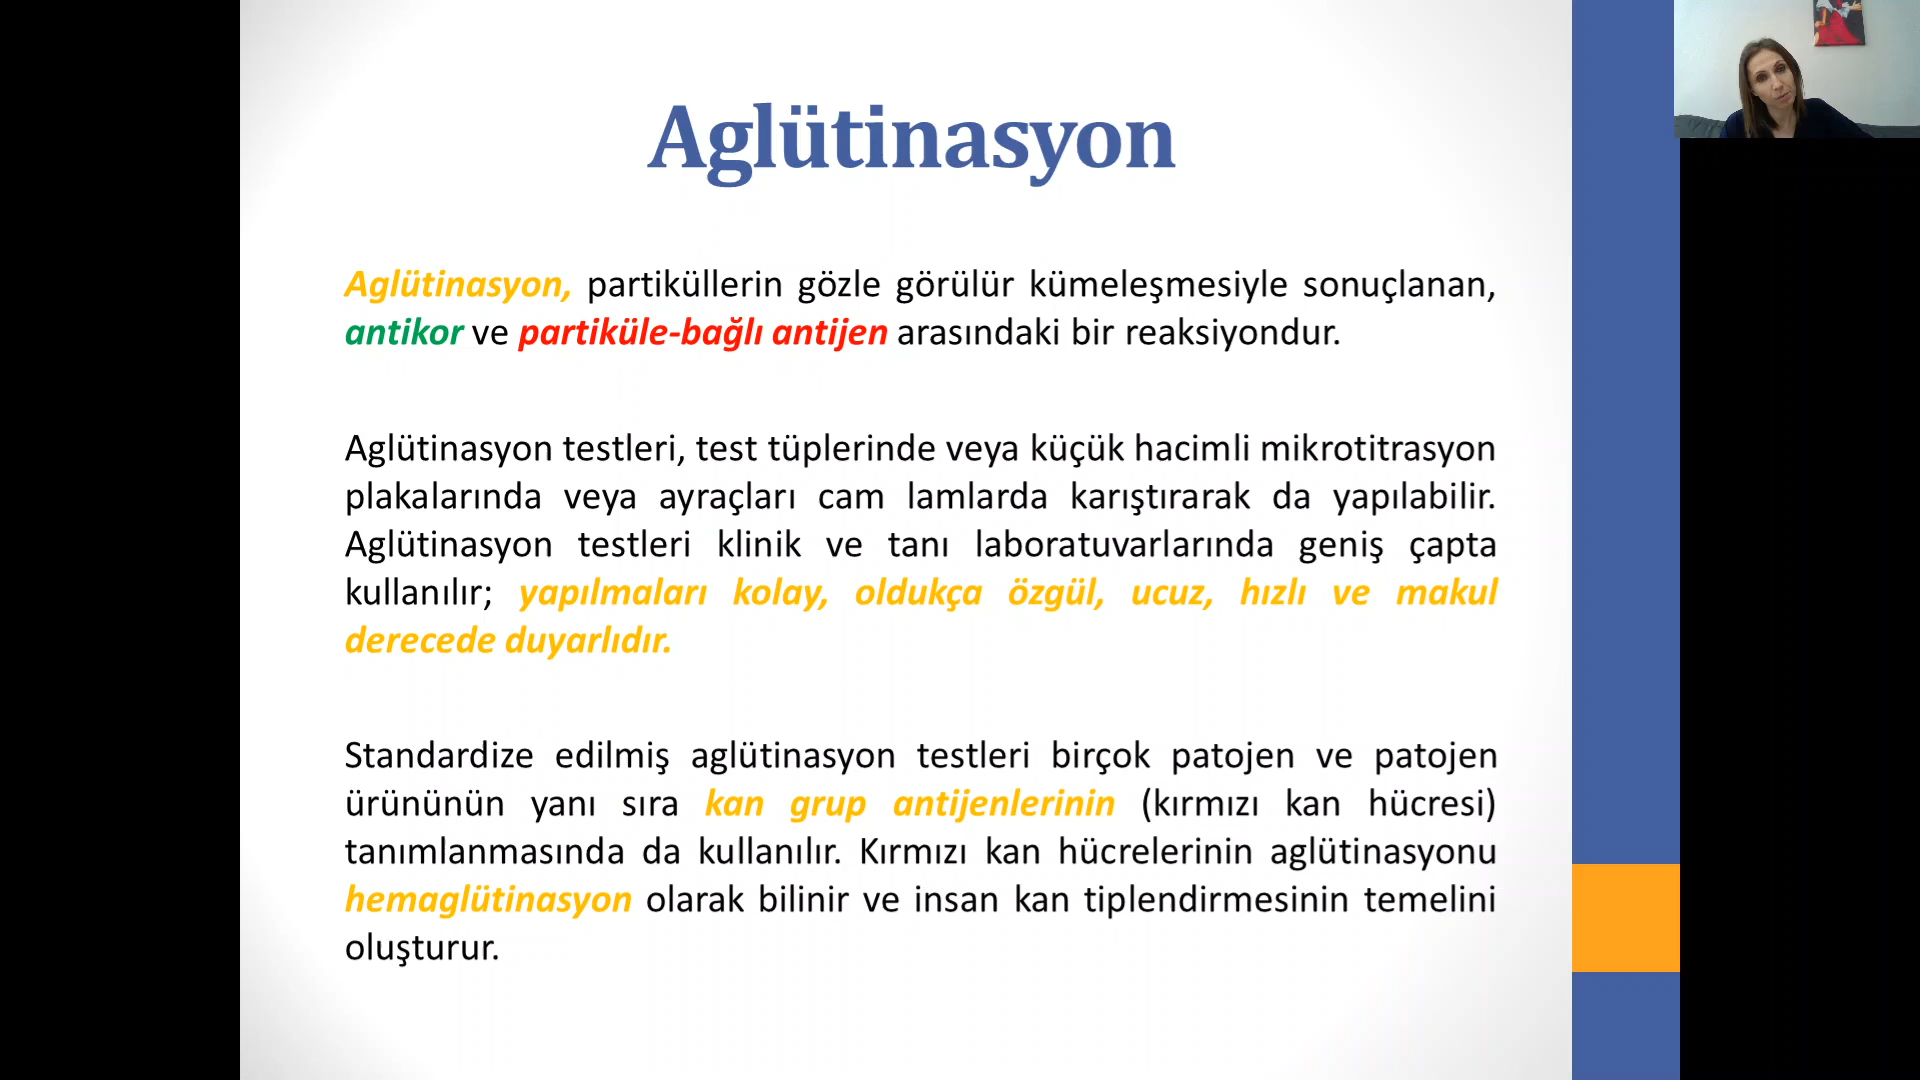 Aglütinasyon
Aglütinasyon, partiküllerin gözle görülür kümeleşmesiyle sonuçlanan,
antikor ve partiküle-bağlı antijen arasındaki bir reaksiyondur.
Aglütinasyon testleri, test tüplerinde veya küçük hacimli mikrotitrasyon
plakalarında veya ayraçları cam lamlarda karıştırarak da yapılabilir.
Aglütinasyon testleri klinik ve tanı laboratuvarlarında geniş çapta
kullanılır; yapılmaları kolay, oldukça özgül, ucuz, hızlı ve makul
derecede duyarlıdır.
Standardize edilmiş aglütinasyon testleri birçok patojen ve patojen
ürününün yanı sıra kan grup antijenlerinin (kırmızı kan hücresi)
tanımlanmasında da kullanılır. Kırmızı kan hücrelerinin aglütinasyonu
hemaglütinasyon olarak bilinir ve insan kan tiplendirmesinin temelini
oluşturur.